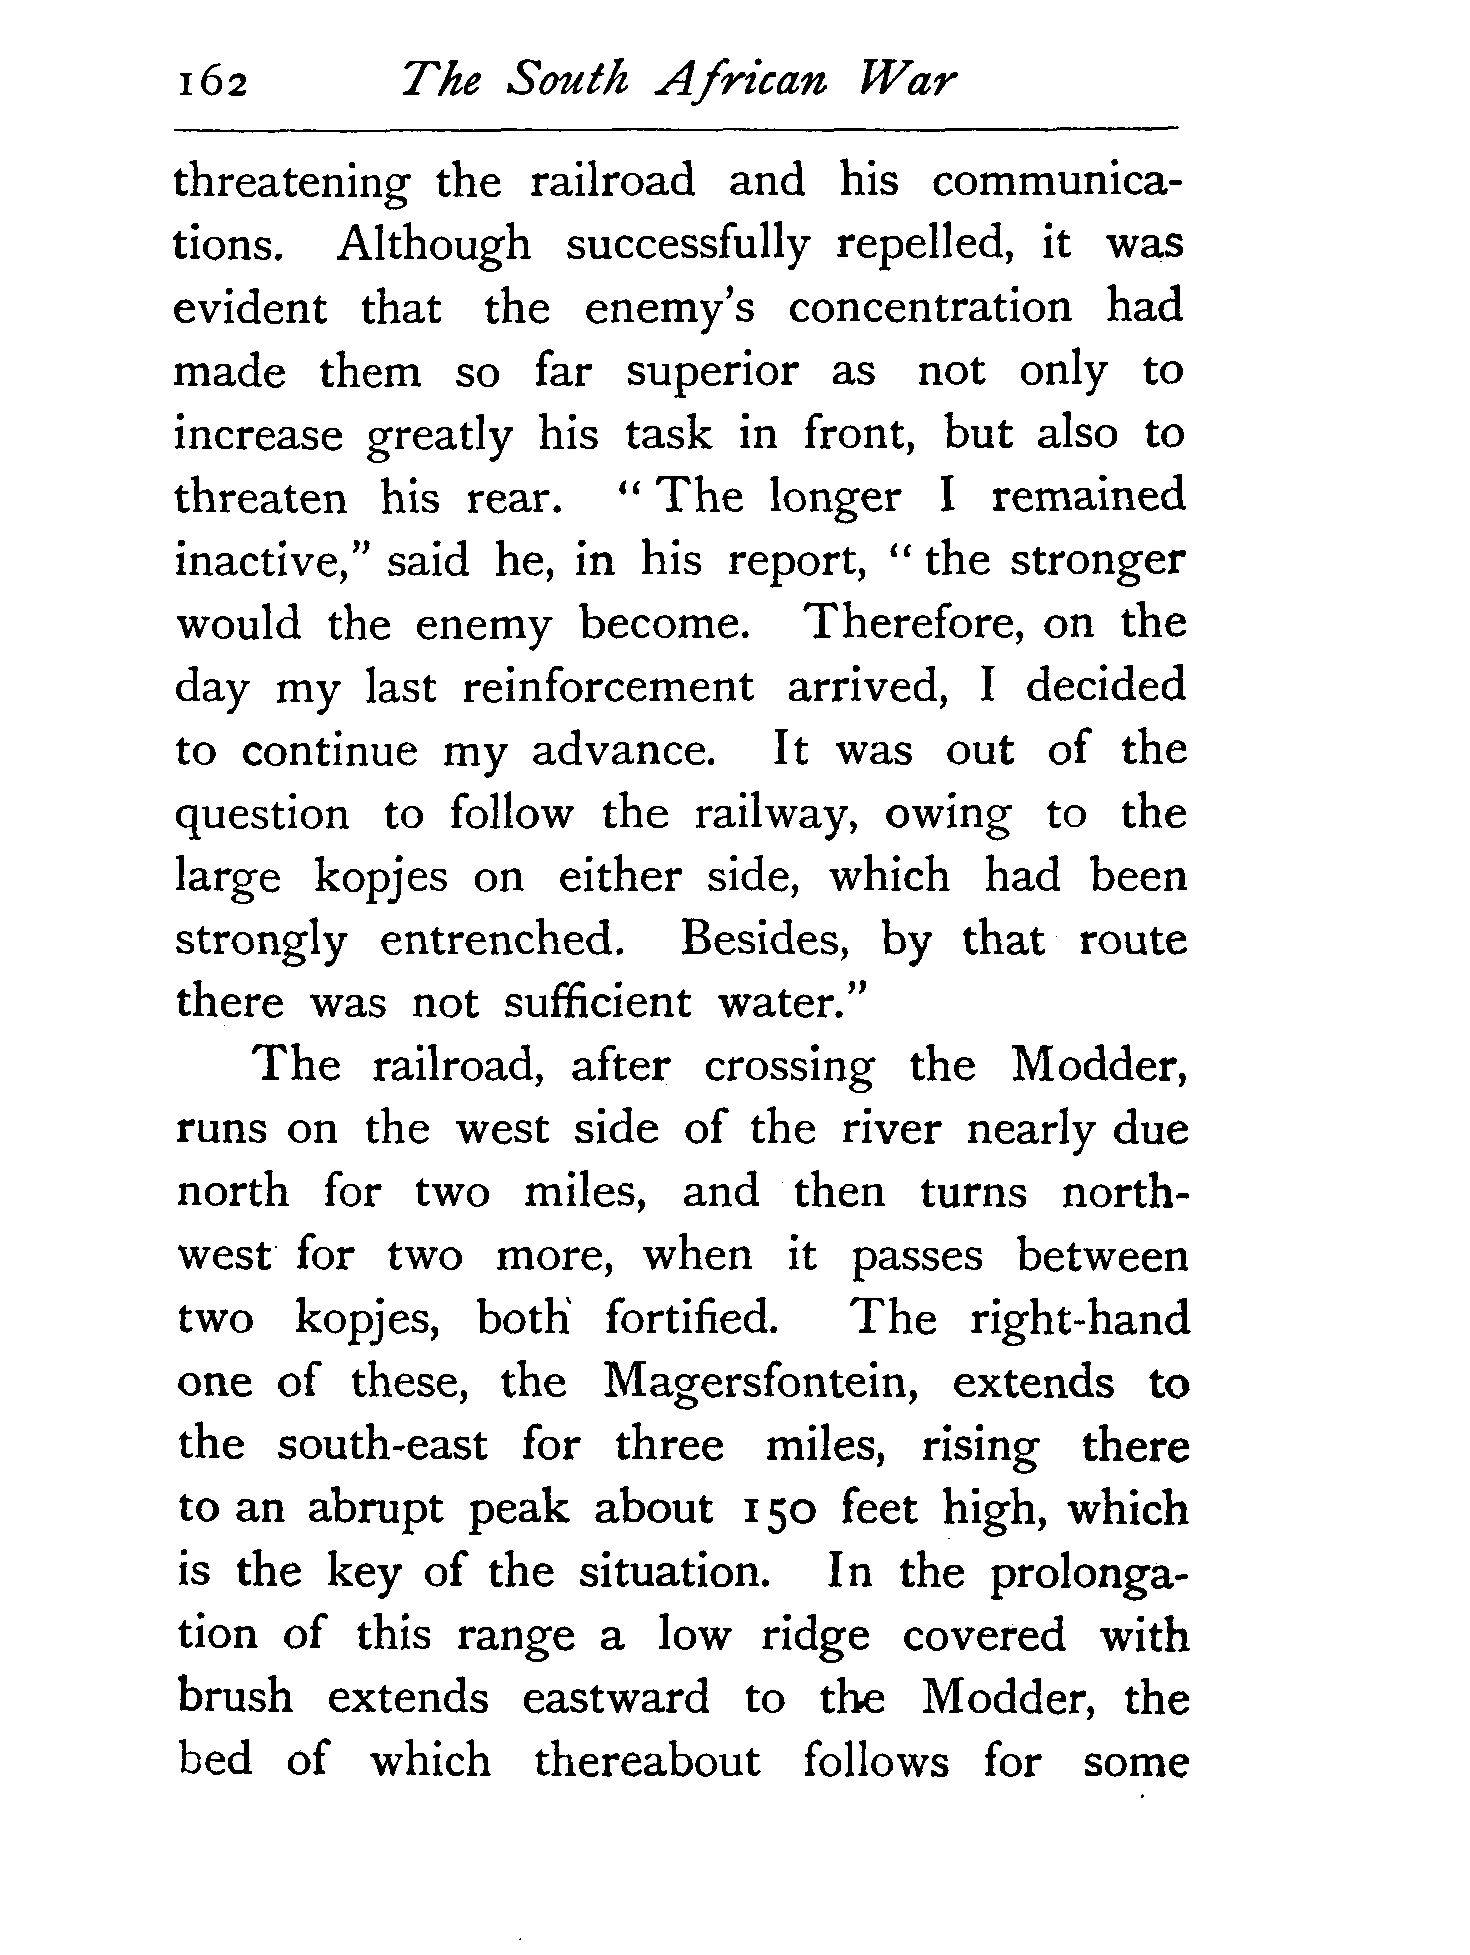 162 The South African War
threatening the railroad and his communica-
tions. Although successfully repelled, it was
evident that the enemy's concentration had
made them so far superior as not only to
increase greatly his task in front, but also to
threaten his rear. “ The longer I remained
inactive,” said he, in his report, “ the stronger
would the enemy become. Therefore, on the
day my last reinforcement arrived, I decided
to continue my advance. It was out of the
question to follow the railway, owing to the
large kopjes on either side, which had been
strongly entrenched. Besides, by that route
there was not sufficient water.”
The railroad, after crossing the Modder,
runs on the west side of the river nearly due
north for two miles, and then turns north-
west for two more, when it passes between
two kopjes, both fortified. The right-hand
one of these, the Magersfontein, extends to
the south-east for three miles, rising there
to an abrupt peak about 150 feet high, which
is the key of the situation. In the prolonga-
tion of this range a low ridge covered with
brush extends eastward to the Modder, the
bed of which thereabout follows for some